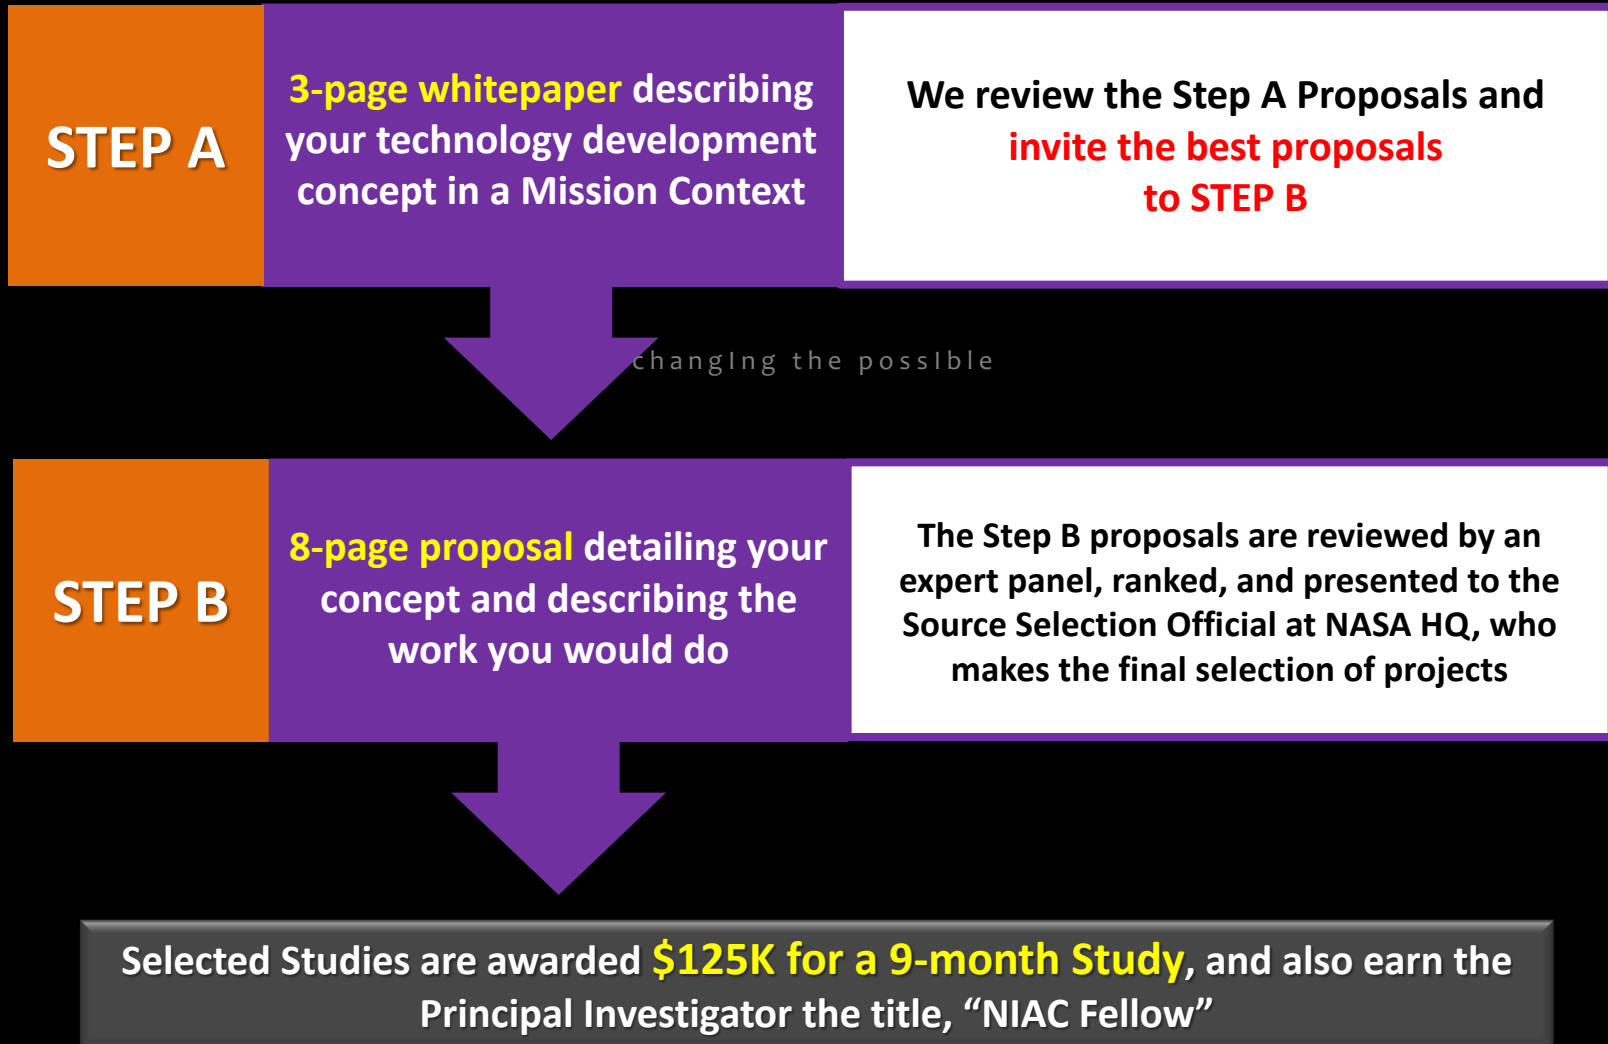 STEP A
3-page whitepaper describing
your technology development
concept in a Mission Context
We review the Step A Proposals and
invite the best proposals
to STEP B
changIng the possIble
STEP B
8-page proposal detailing your
concept and describing the
work you would do
The Step B proposals are reviewed by an
expert panel, ranked, and presented to the
Source Selection Official at NASA HQ, who
makes the final selection of projects
Selected Studies are awarded $125K for a 9-month Study, and also earn the
Principal Investigator the title, “NIAC Fellow”